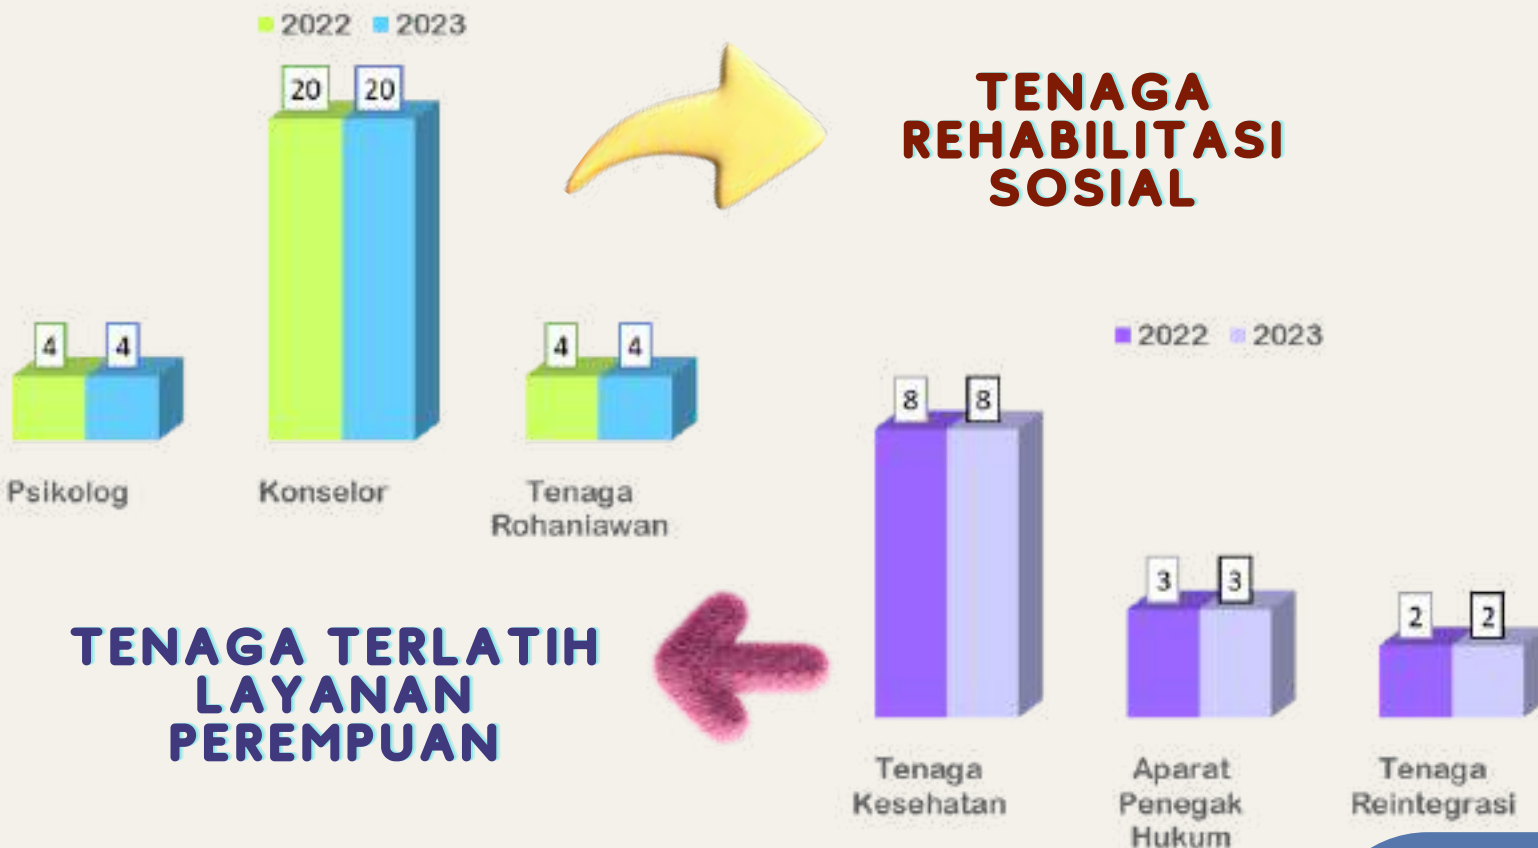 2022 2023
20 20
4 4
4 4
Psikolog
Konselor
Tenaga
Rohaniawan
TENAGA
REHABILITASI
SOSIAL
2022 2023
8 8
3 3
2 2
Tenaga
Kesehatan
Aparat
Penegak
Hukum
Tenaga
Reintegrasi
TENAGA TERLATIH
LAYANAN
PEREMPUAN